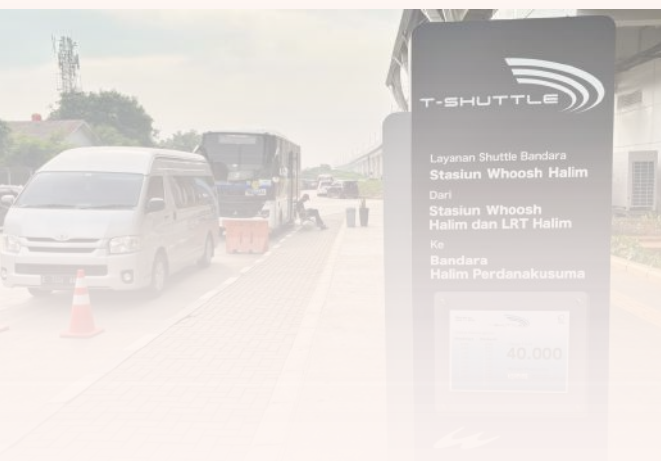 T-SHUTTLE
Layanan Shuttle Bandara
Stasiun Whoosh Halim
Dari
Stasiun Whoosh
Halim dan LRT Halim
Ke
Bandara
Halim Perdanakusuma
40.000